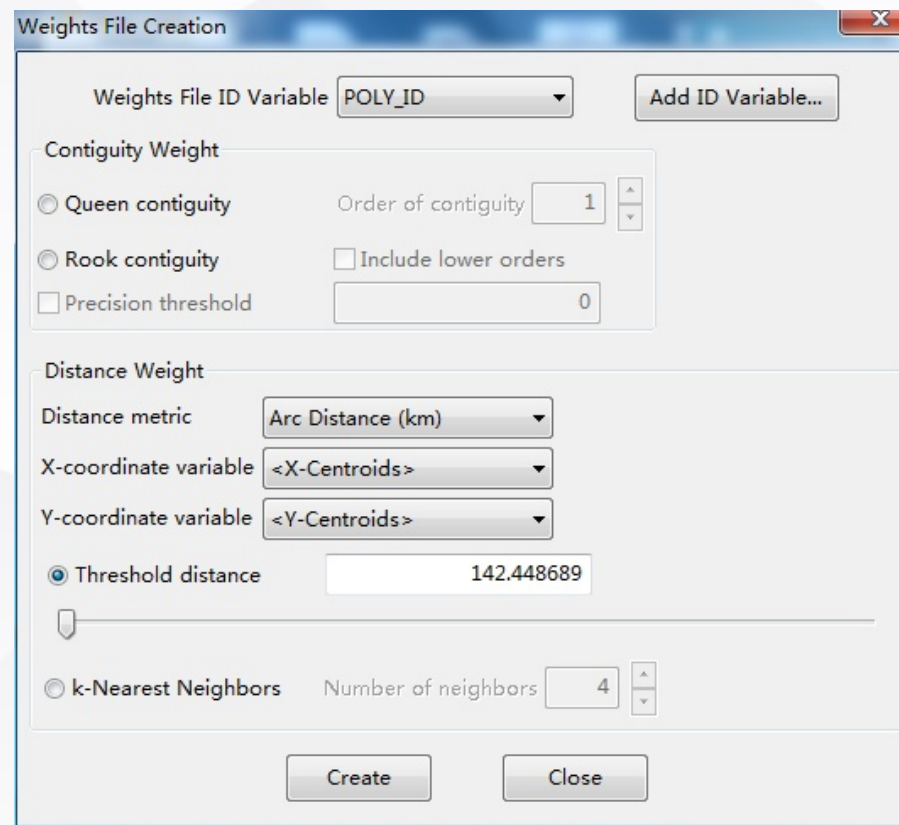 Weights File Creation
Weights File ID Variable POLY_ID Add ID Variable...
Contiguity Weight
Queen contiguity Order of contiguity 1
Rook contiguity Include lower orders
Precision threshold 0
Distance Weight
Distance metric Arc Distance (km)
X-coordinate variable <X-Centroids>
Y-coordinate variable <Y-Centroids>
Threshold distance 142.448689
k-Nearest Neighbors Number of neighbors 4
Create Close